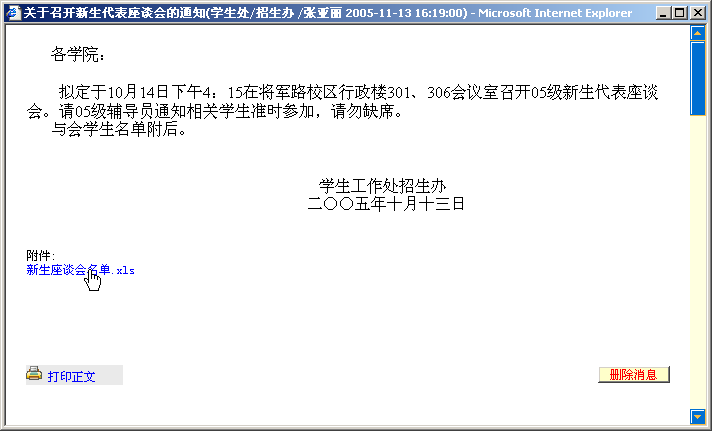 关于召开新生代表座谈会的通知(学生处/招生办 /张亚丽 2005-11-13 16:19:00) - Microsoft Internet Explorer
各学院：
拟定于10月14日下午4：15在将军路校区行政楼301、306会议室召开05级新生代表座谈
会。请05级辅导员通知相关学生准时参加，请勿缺席。
与会学生名单附后。
学生工作处招生办
二〇〇五年十月十三日
附件:
新生座谈会名单.xls
打印正文
删除消息